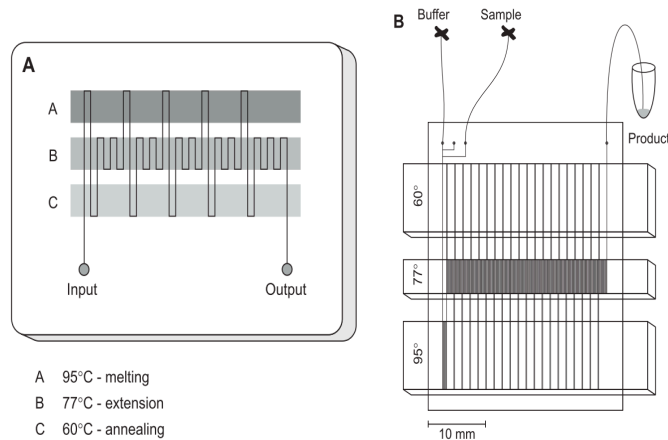 A
A
B
C
Input
Output
A 95°C - melting
B 77°C - extension
C 60°C - annealing
B
Buffer
Sample
Product
60°
77°
95°
10 mm